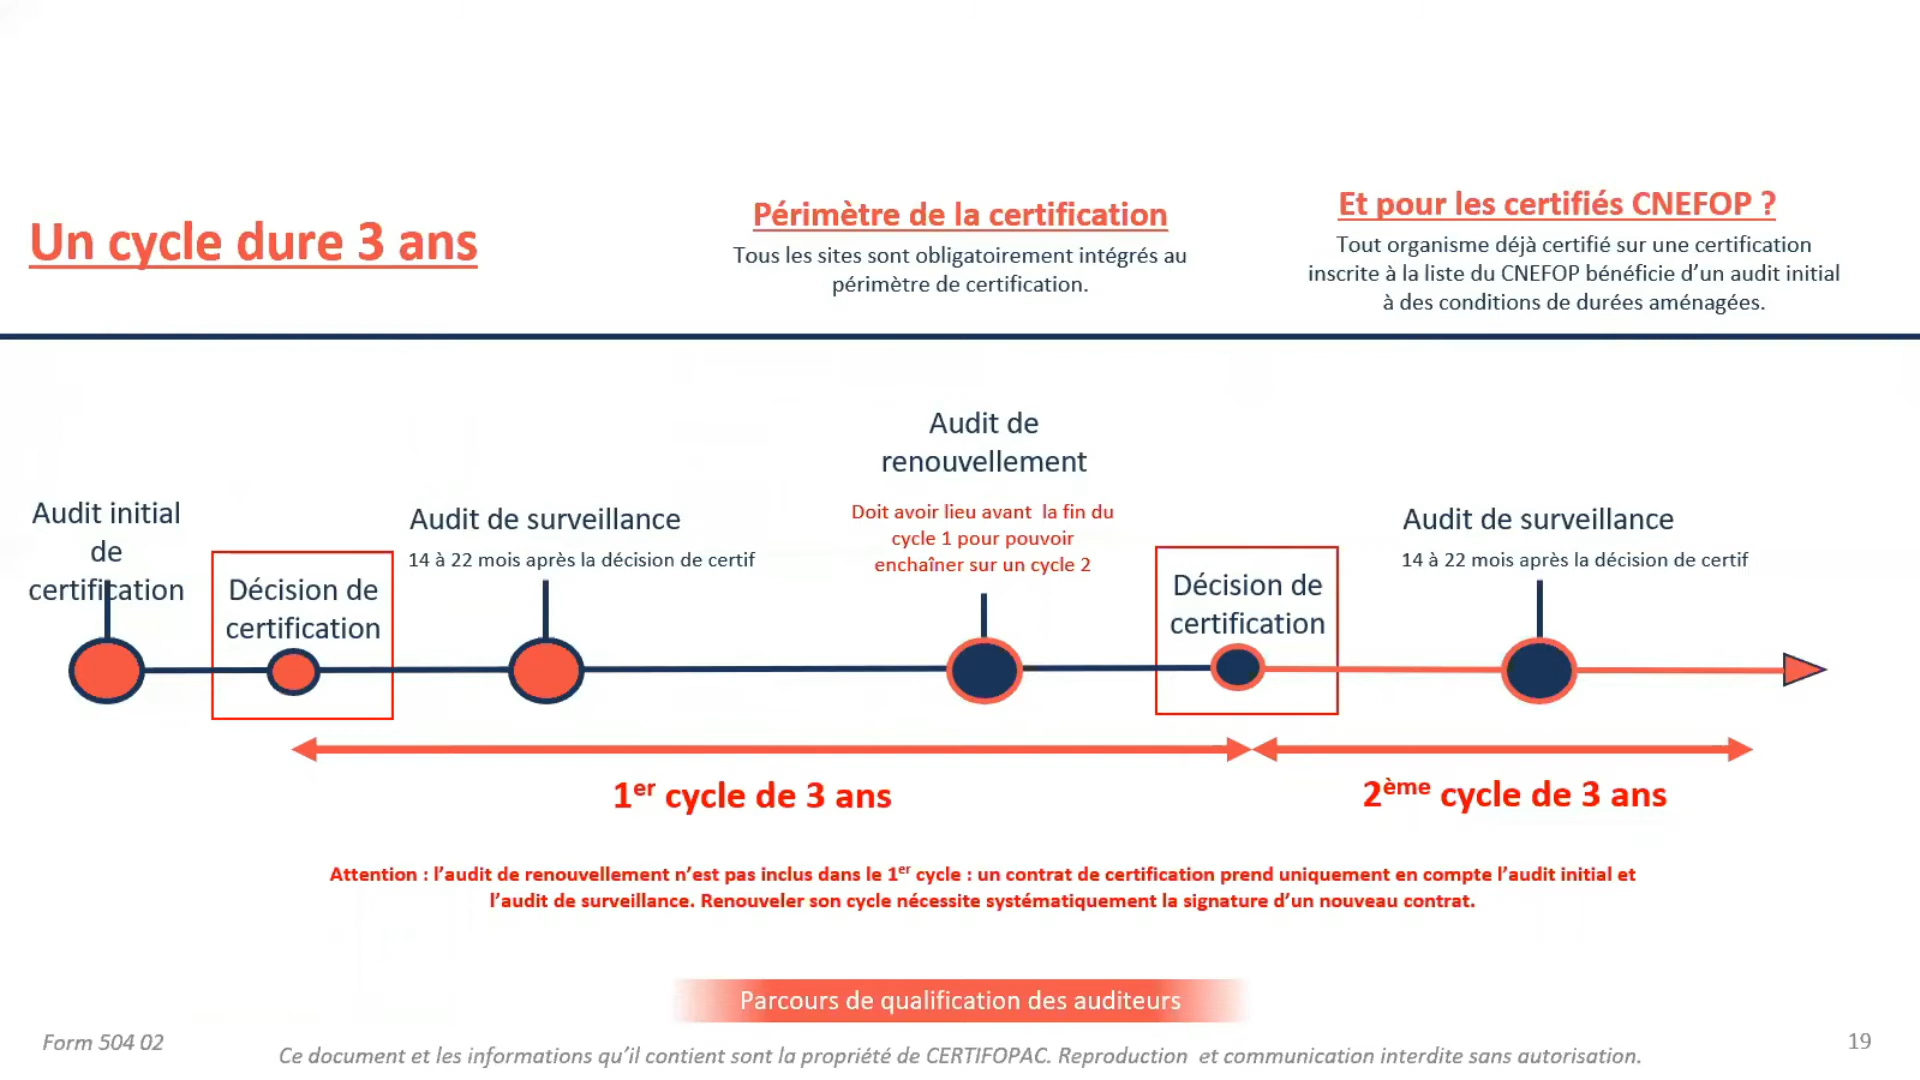 Un cycle dure 3 ans
Périmètre de la certification
Tous les sites sont obligatoirement intégrés au
périmètre de certification.
Et pour les certifiés CNEFOP ?
Tout organisme déjà certifié sur une certification
inscrite à la liste du CNEFOP bénéficie d'un audit initial
à des conditions de durées aménagées.
Audit initial
de
certification
Décision de
certification
Audit de surveillance
14 à 22 mois après la décision de certif
Audit de
renouvellement
Doit avoir lieu avant  la fin du
cycle 1 pour pouvoir
enchaîner sur un cycle 2
Décision de
certification
Audit de surveillance
14 à 22 mois après la décision de certif
1er cycle de 3 ans
2ème cycle de 3 ans
Attention : l'audit de renouvellement n'est pas inclus dans le 1er cycle : un contrat de certification prend uniquement en compte l'audit initial et
l'audit de surveillance. Renouveler son cycle nécessite systématiquement la signature d'un nouveau contrat.
Parcours de qualification des auditeurs
Form 504 02
Ce document et les informations qu'il contient sont la propriété de CERTIFOPAC. Reproduction  et communication interdite sans autorisation.
19